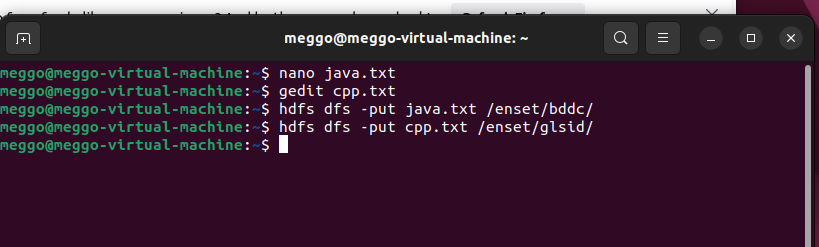 meggo@meggo-virtual-machine: ~
meggo@meggo-virtual-machine:~$ nano java.txt
meggo@meggo-virtual-machine:~$ gedit cpp.txt
meggo@meggo-virtual-machine:~$ hdfs dfs -put java.txt /enset/bddc/
meggo@meggo-virtual-machine:~$ hdfs dfs -put cpp.txt /enset/glsid/
meggo@meggo-virtual-machine:~$